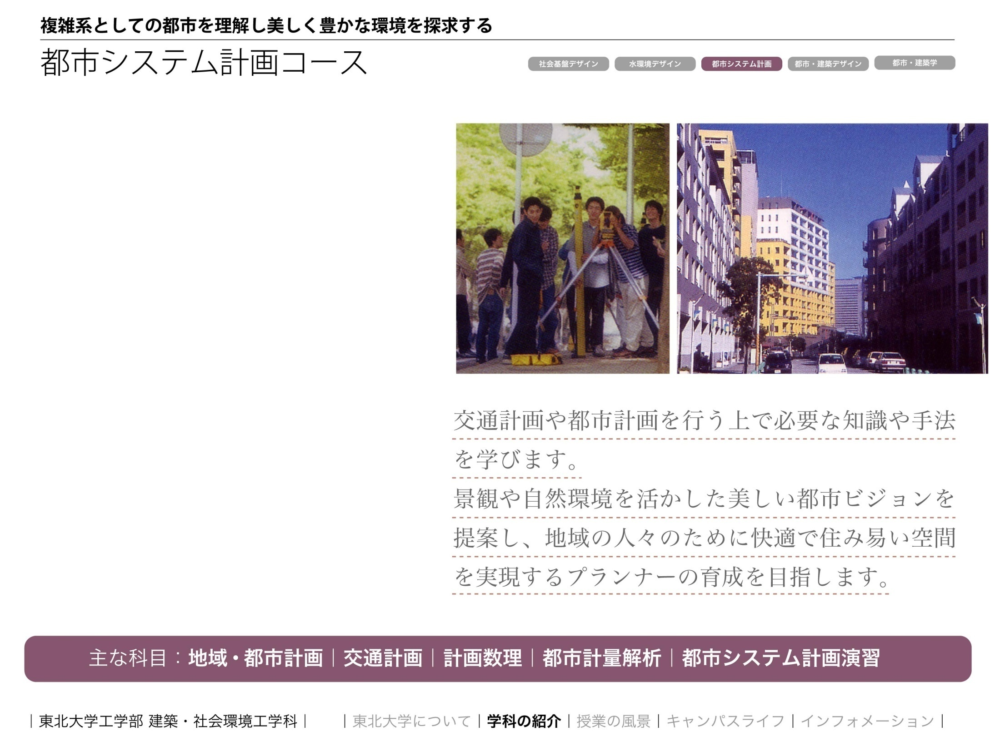 複雑系としての都市を理解し美しく豊かな環境を探求する
都市システム計画コース
社会基盤デザイン 水環境デザイン 都市システム計画 都市・建築デザイン 都市・建築学
交通計画や都市計画を行う上で必要な知識や手法
を学びます。
景観や自然環境を活かした美しい都市ビジョンを
提案し、地域の人々のために快適で住み易い空間
を実現するプランナーの育成を目指します。
主な科目：地域・都市計画｜交通計画｜計画数理｜都市計量解析｜都市システム計画演習
｜東北大学工学部 建築・社会環境工学科｜ ｜東北大学について｜学科の紹介｜授業の風景｜キャンパスライフ｜インフォメーション｜